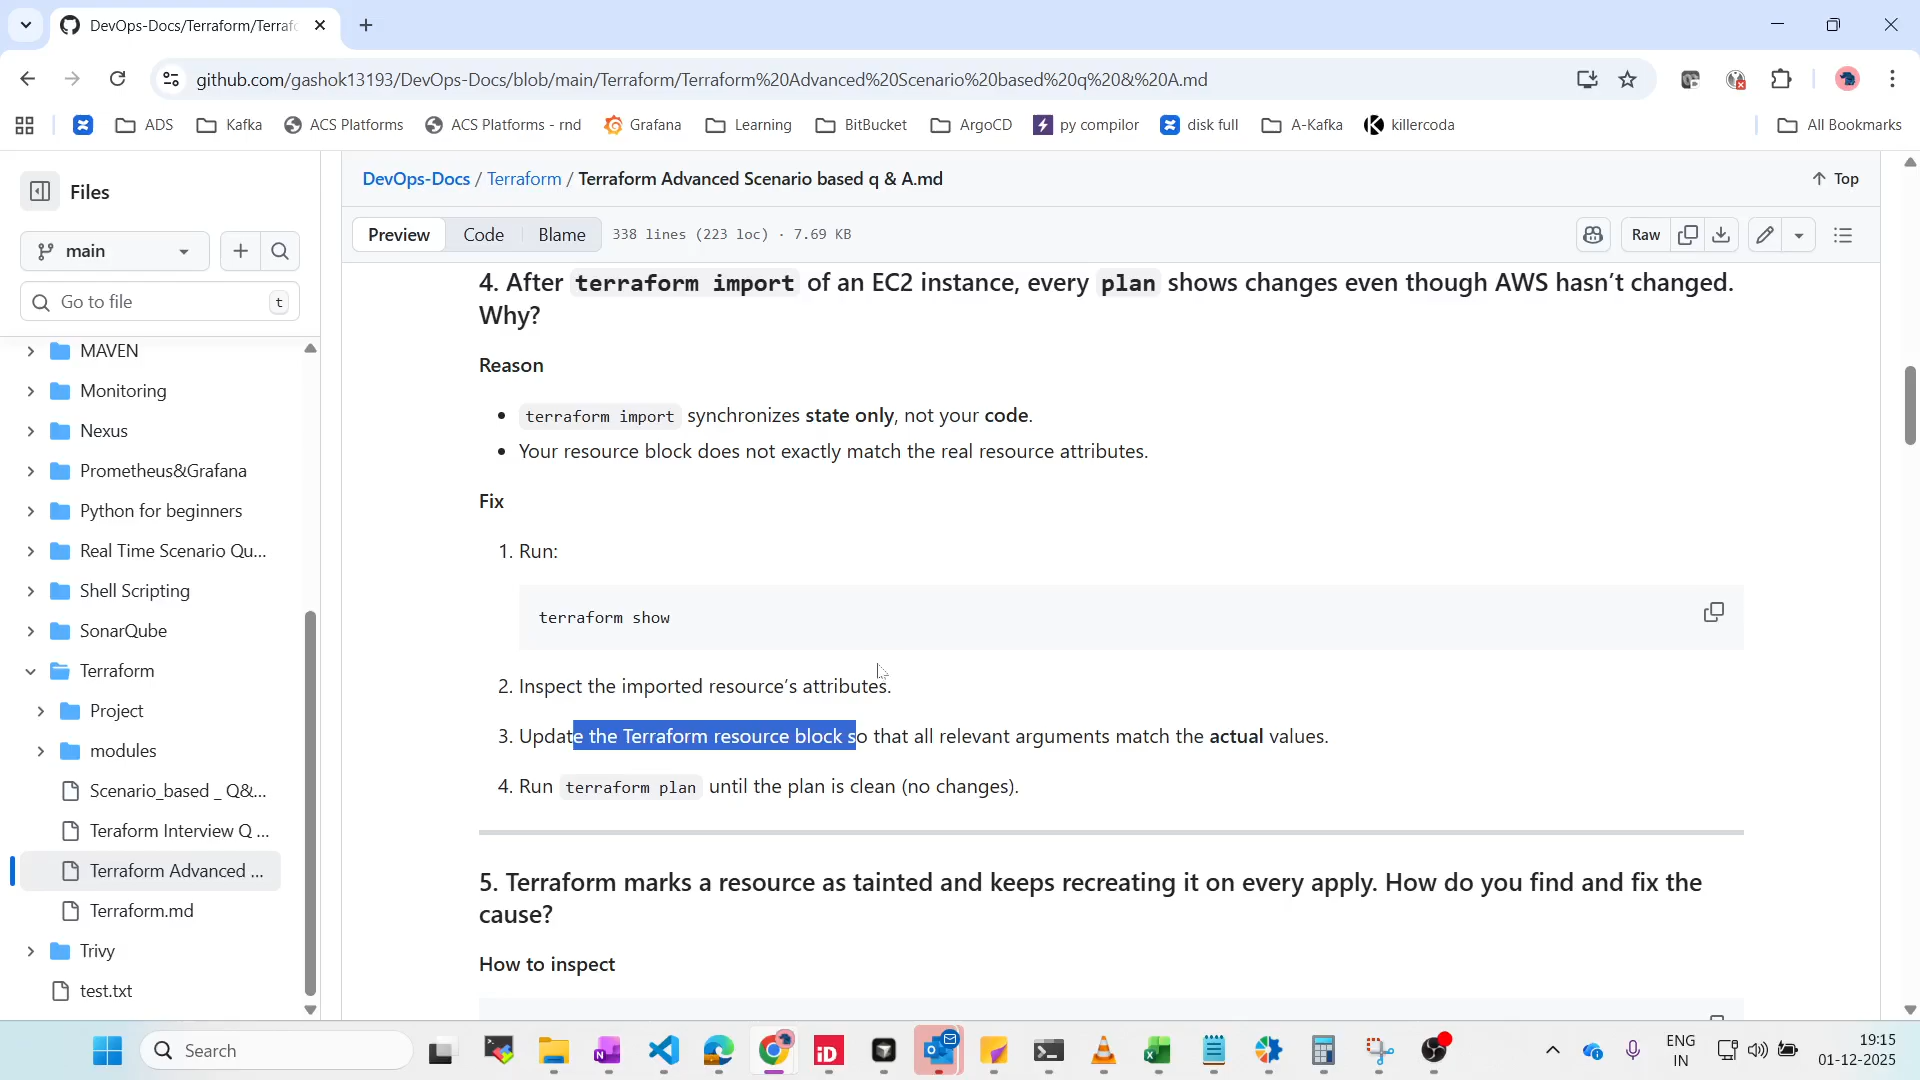 DevOps-Docs/Terraform/Terrafo
github.com/gashok13193/DevOps-Docs/blob/main/Terraform/Terraform%20Advanced%20Scenario%20based%20q%20&%20A.md
ADS
Kafka
ACS Platforms
ACS Platforms - rnd
Grafana
Learning
BitBucket
ArgoCD
py compilor
disk full
A-Kafka
killercoda
All Bookmarks
Files
DevOps-Docs / Terraform / Terraform Advanced Scenario based q & A.md
Top
main
Preview
Code
Blame
338 lines (223 loc) · 7.69 KB
Raw
Go to file
t
MAVEN
Monitoring
Nexus
Prometheus&Grafana
Python for beginners
Real Time Scenario Qu...
Shell Scripting
SonarQube
Terraform
Project
modules
Scenario_based _ Q&...
Teraform Interview Q ...
Terraform Advanced ...
Terraform.md
Trivy
test.txt
4. After terraform import of an EC2 instance, every plan shows changes even though AWS hasn’t changed.
Why?
Reason
• terraform import synchronizes state only, not your code.
• Your resource block does not exactly match the real resource attributes.
Fix
1. Run:
terraform show
2. Inspect the imported resource’s attributes.
3. Update the Terraform resource block so that all relevant arguments match the actual values.
4. Run terraform plan until the plan is clean (no changes).
5. Terraform marks a resource as tainted and keeps recreating it on every apply. How do you find and fix the
cause?
How to inspect
Search
ENG
IN
19:15
01-12-2025